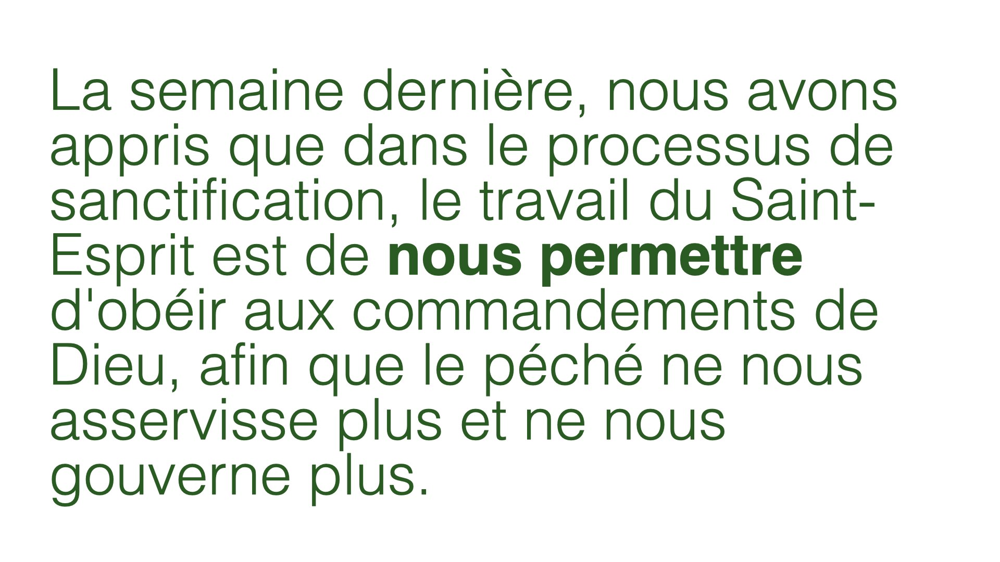 La semaine dernière, nous avons
appris que dans le processus de
sanctification, le travail du Saint-
Esprit est de nous permettre
d'obéir aux commandements de
Dieu, afin que le péché ne nous
asservisse plus et ne nous
gouverne plus.